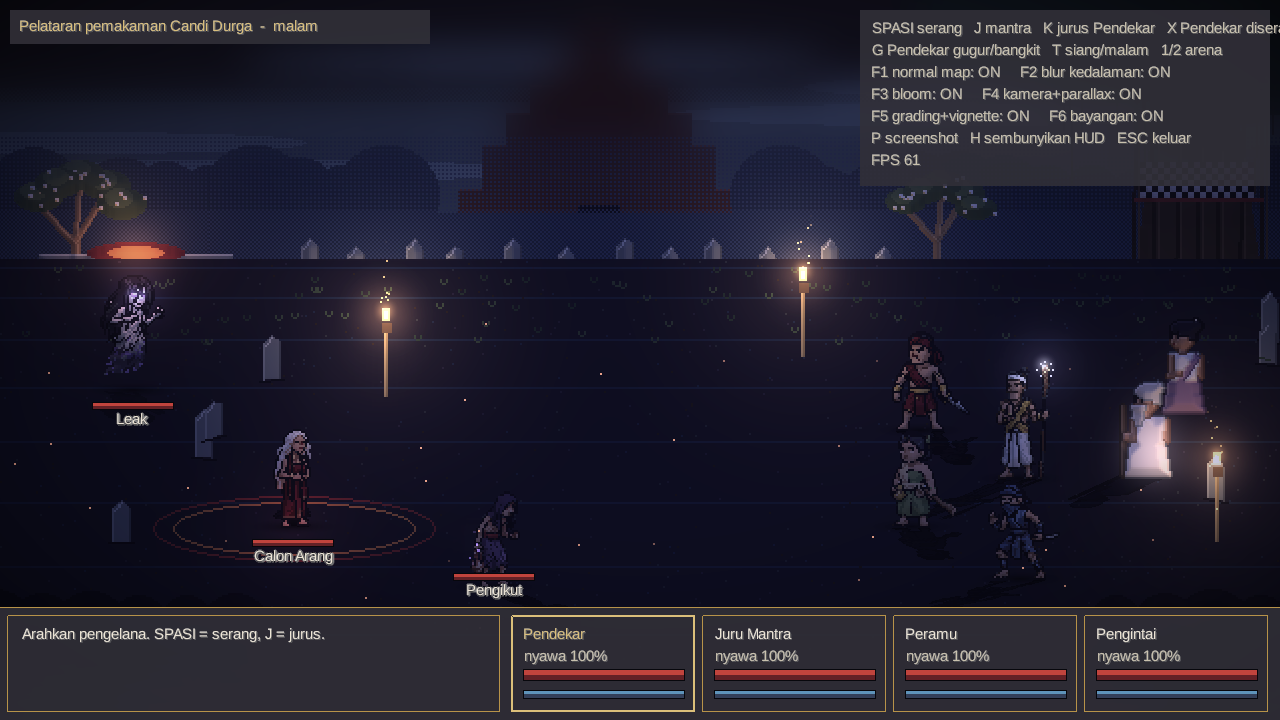 Pelataran pemakaman Candi Durga - malam
SPASI serang J mantra K jurus Pendekar X Pendekar disera
G Pendekar gugur/bangkit T siang/malam 1/2 arena
F1 normal map: ON F2 blur kedalaman: ON
F3 bloom: ON F4 kamera+parallax: ON
F5 grading+vignette: ON F6 bayangan: ON
P screenshot H sembunyikan HUD ESC keluar
FPS 61
Leak
Calon Arang
Pengikut
Arahkan pengelana. SPASI = serang, J = jurus.
Pendekar
nyawa 100%
Juru Mantra
nyawa 100%
Peramu
nyawa 100%
Pengintai
nyawa 100%